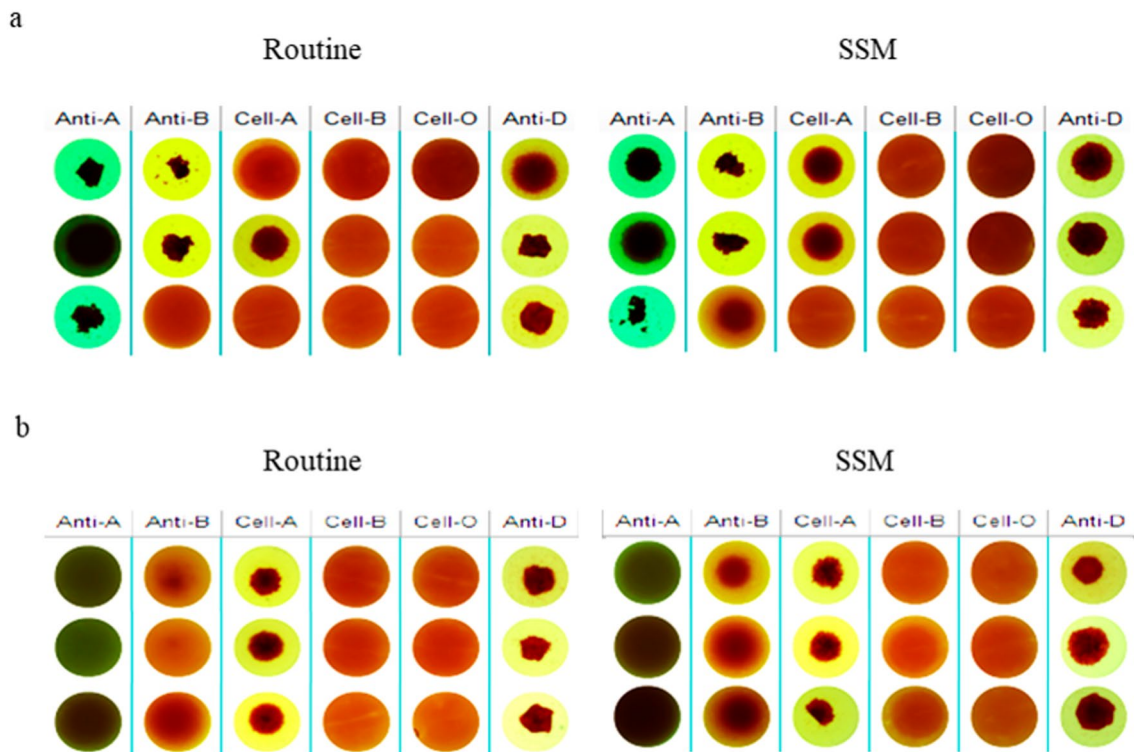 a
Routine SSM
Anti-A Anti-B Cell-A Cell-B Cell-O Anti-D Anti-A Anti-B Cell-A Cell-B Cell-O Anti-D
b
Routine SSM
Anti-A Anti-B Cell-A Cell-B Cell-O Anti-D Anti-A Anti-B Cell-A Cell-B Cell-O Anti-D